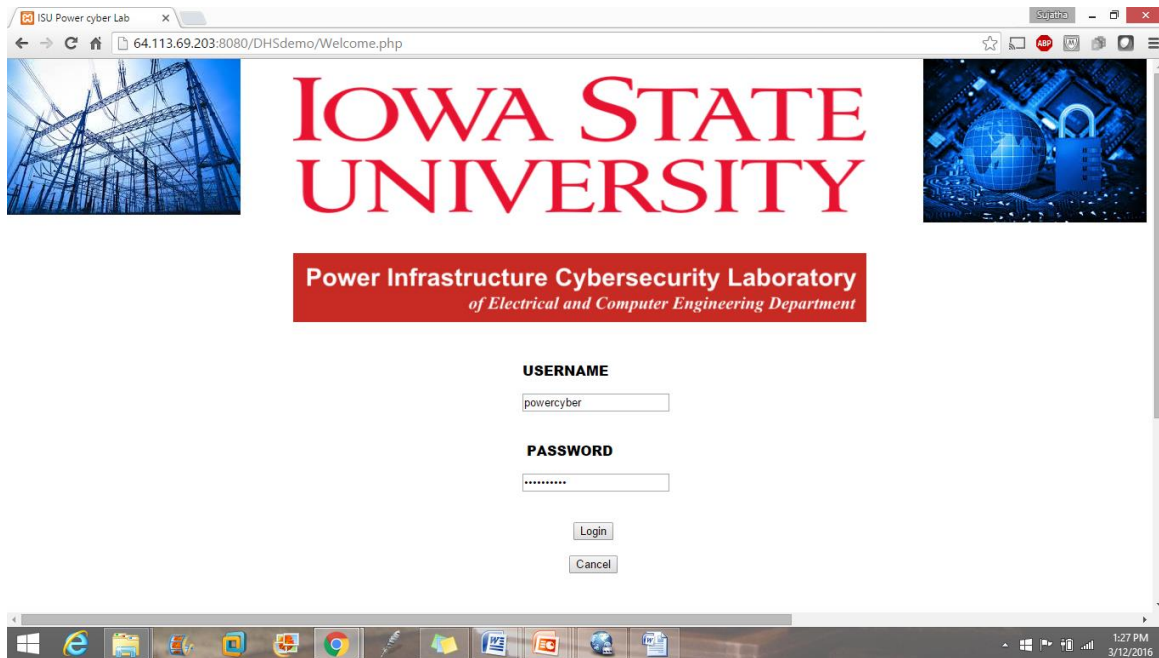 ISU Power cyber Lab
Sujatha
64.113.69.203:8080/DHSdemo/Welcome.php
ABP
IOWA STATE
UNIVERSITY
Power Infrastructure Cybersecurity Laboratory
of Electrical and Computer Engineering Department
USERNAME
powercyber
PASSWORD
••••••••••
Login
Cancel
1:27 PM
3/12/2016